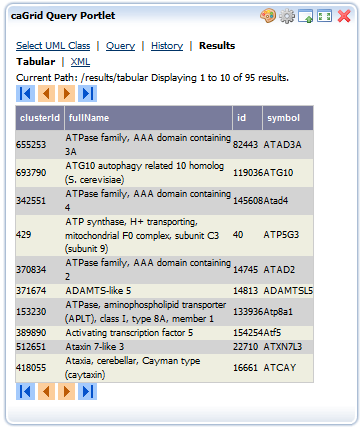 caGrid Query Portlet
Select UML Class | Query | History | Results
Tabular | XML
Current Path: /results/tabular Displaying 1 to 10 of 95 results.
clusterId fullName id symbol
655253 ATPase family, AAA domain containing 3A 82443 ATAD3A
693790 ATG10 autophagy related 10 homolog (S. cerevisiae) 119036 ATG10
342551 ATPase family, AAA domain containing 4 145608 Atad4
429 ATP synthase, H+ transporting, mitochondrial F0 complex, subunit C3 (subunit 9) 40 ATP5G3
370834 ATPase family, AAA domain containing 2 14745 ATAD2
371674 ADAMTS-like 5 14813 ADAMTSL5
153230 ATPase, aminophospholipid transporter (APLT), class I, type 8A, member 1 133936 Atp8a1
389890 Activating transcription factor 5 154254 Atf5
512651 Ataxin 7-like 3 22710 ATXN7L3
418055 Ataxia, cerebellar, Cayman type (caytaxin) 16661 ATCAY